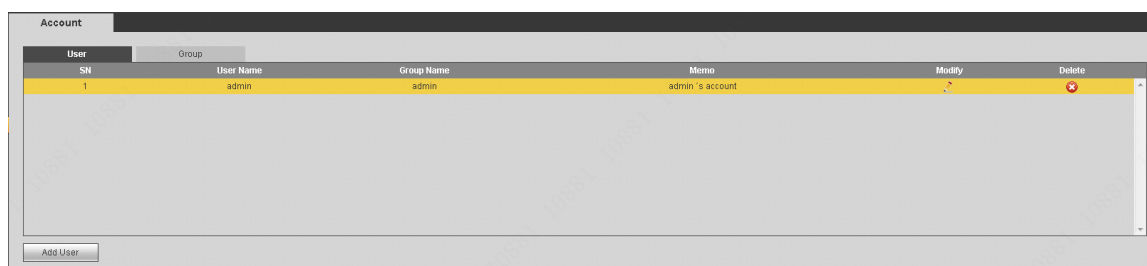 Account
User Group
SN User Name Group Name Memo Modify Delete
1 admin admin admin 's account
Add User